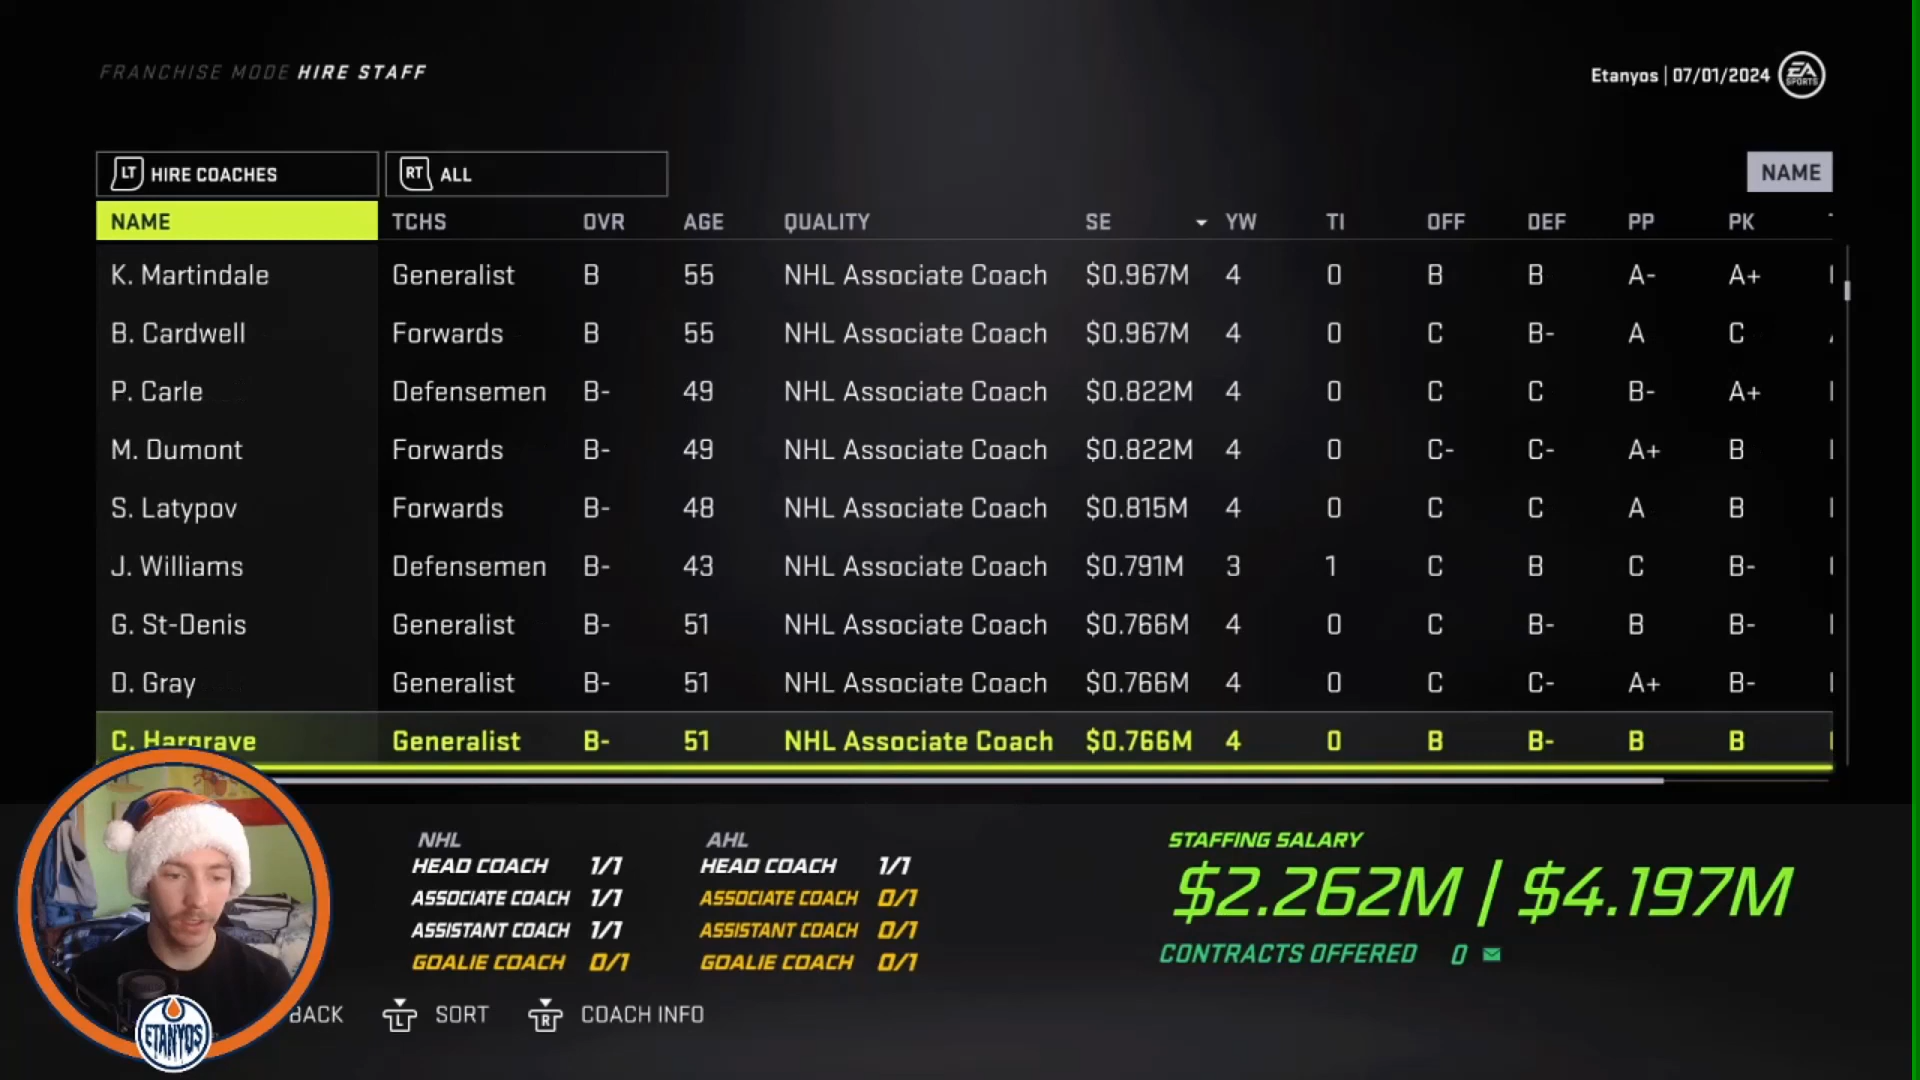 FRANCHISE MODE HIRE STAFF
Etanyos | 07/01/2024 EA SPORTS
LT HIRE COACHES RT ALL NAME
NAME TCHS OVR AGE QUALITY SE YW TI OFF DEF PP PK
K. Martindale Generalist B 55 NHL Associate Coach $0.967M 4 0 B B A- A+
B. Cardwell Forwards B 55 NHL Associate Coach $0.967M 4 0 C B- A C
P. Carle Defensemen B- 49 NHL Associate Coach $0.822M 4 0 C C B- A+
M. Dumont Forwards B- 49 NHL Associate Coach $0.822M 4 0 C- C- A+ B
S. Latypov Forwards B- 48 NHL Associate Coach $0.815M 4 0 C C A B
J. Williams Defensemen B- 43 NHL Associate Coach $0.791M 3 1 C B C B-
G. St-Denis Generalist B- 51 NHL Associate Coach $0.766M 4 0 C B- B B-
D. Gray Generalist B- 51 NHL Associate Coach $0.766M 4 0 C C- A+ B-
C. Hargrave Generalist B- 51 NHL Associate Coach $0.766M 4 0 B B- B B
NHL AHL STAFFING SALARY
HEAD COACH 1/1 HEAD COACH 1/1
ASSOCIATE COACH 1/1 ASSOCIATE COACH 0/1 $2.262M | $4.197M
ASSISTANT COACH 1/1 ASSISTANT COACH 0/1
GOALIE COACH 0/1 GOALIE COACH 0/1 CONTRACTS OFFERED 0
BACK L SORT R COACH INFO
ETANYOS